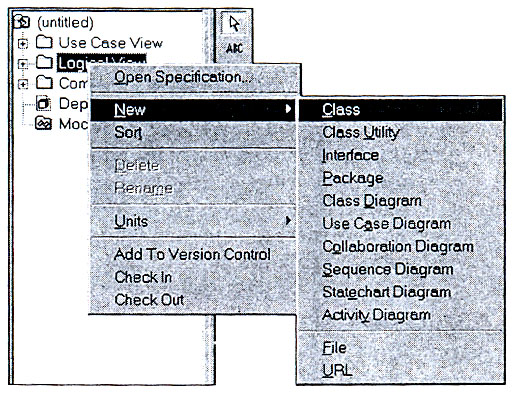 (untitled)
Use Case View
Logical View
Com
Dep
Mod
ABC
Open Specification...
New
Sort
Delete
Rename
Units
Add To Version Control
Check In
Check Out
Class
Class Utility
Interface
Package
Class Diagram
Use Case Diagram
Collaboration Diagram
Sequence Diagram
Statechart Diagram
Activity Diagram
File
URL